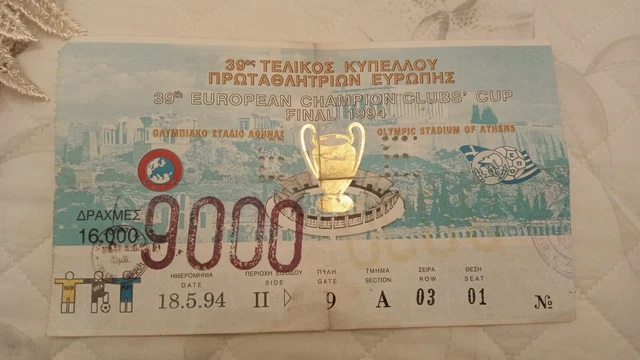 39ος ΤΕΛΙΚΟΣ ΚΥΠΕΛΛΟΥ
ΠΡΩΤΑΘΛΗΤΡΙΩΝ ΕΥΡΩΠΗΣ
39th EUROPEAN CHAMPION CLUBS' CUP
FINAL 1994
ΟΛΥΜΠΙΑΚΟ ΣΤΑΔΙΟ ΑΘΗΝΑΣ
OLYMPIC STADIUM OF ATHENS
ΔΡΑΧΜΕΣ
16.000
9.000
ΗΜΕΡΟΜΗΝΙΑ
DATE
18.5.94
ΠΕΡΙΟΧΗ ΕΙΣΟΔΟΥ
SIDE
II
ΠΥΛΗ
GATE
9
ΤΜΗΜΑ
SECTION
A
ΣΕΙΡΑ
ROW
03
ΘΕΣΗ
SEAT
01
№